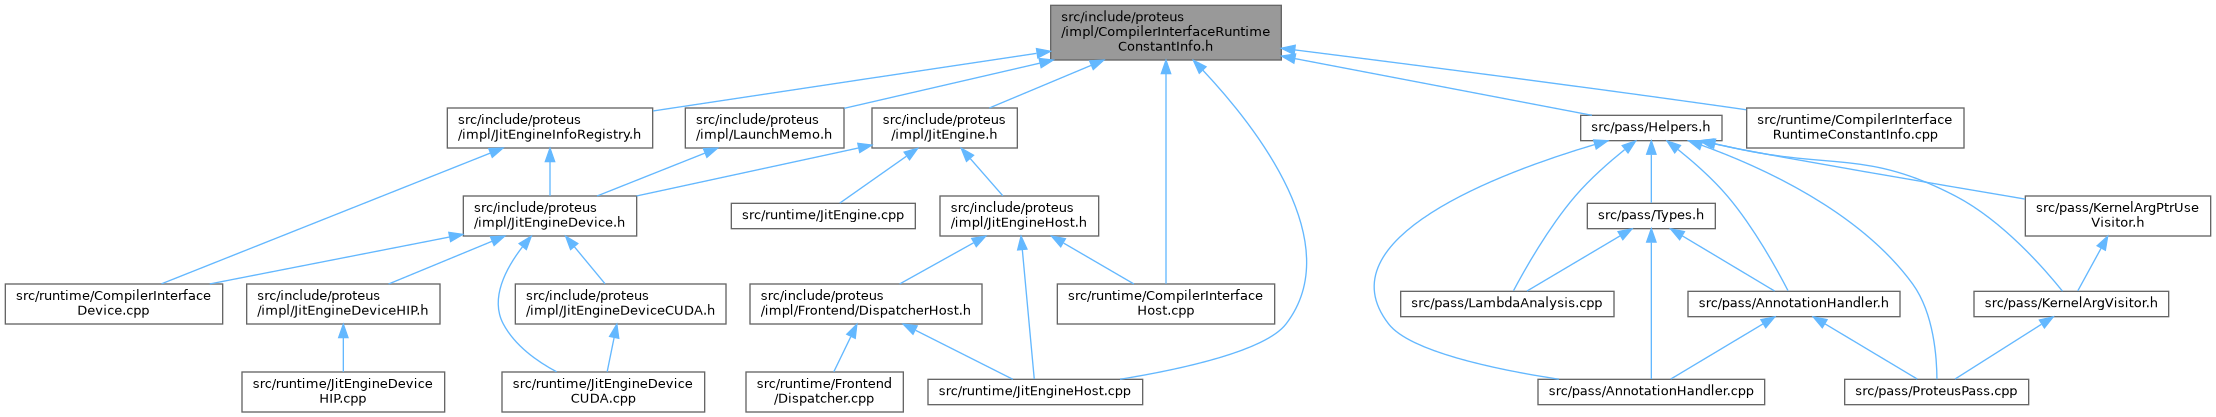 src/include/proteus
/impl/CompilerInterfaceRuntime
ConstantInfo.h
src/include/proteus
/impl/JitEngineInfoRegistry.h
src/include/proteus
/impl/LaunchMemo.h
src/include/proteus
/impl/JitEngine.h
src/pass/Helpers.h
src/runtime/CompilerInterface
RuntimeConstantInfo.cpp
src/include/proteus
/impl/JitEngineDevice.h
src/runtime/JitEngine.cpp
src/include/proteus
/impl/JitEngineHost.h
src/pass/Types.h
src/pass/KernelArgPtrUse
Visitor.h
src/runtime/CompilerInterface
Device.cpp
src/include/proteus
/impl/JitEngineDeviceHIP.h
src/include/proteus
/impl/JitEngineDeviceCUDA.h
src/include/proteus
/impl/Frontend/DispatcherHost.h
src/runtime/CompilerInterface
Host.cpp
src/pass/LambdaAnalysis.cpp
src/pass/AnnotationHandler.h
src/pass/KernelArgVisitor.h
src/runtime/JitEngineDevice
HIP.cpp
src/runtime/JitEngineDevice
CUDA.cpp
src/runtime/Frontend
/Dispatcher.cpp
src/runtime/JitEngineHost.cpp
src/pass/AnnotationHandler.cpp
src/pass/ProteusPass.cpp